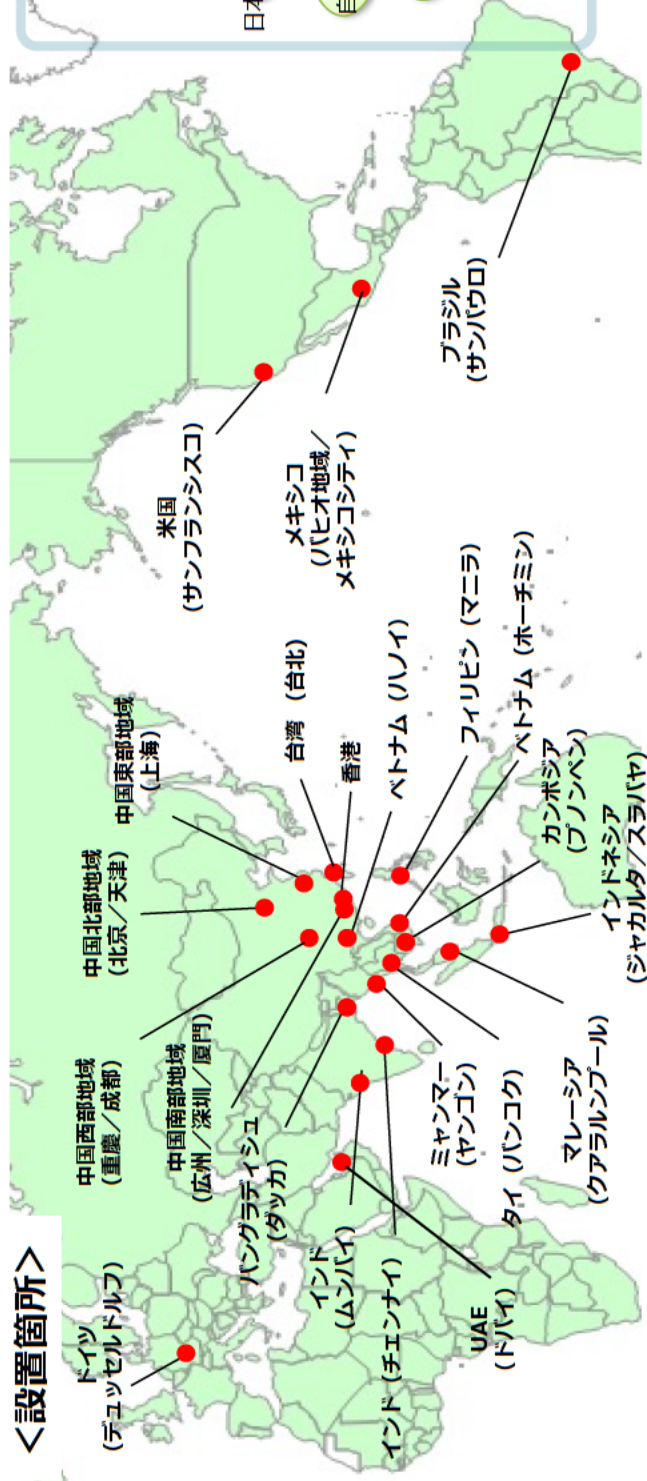 ＜設置箇所＞
ドイツ
(デュッセルドルフ)
中国西部地域
(重慶／成都)
中国北部地域
(北京／天津)
中国東部地域
(上海)
米国
(サンフランシスコ)
中国南部地域
(広州／深圳／厦門)
台湾 (台北)
メキシコ
(バヒオ地域／
メキシコシティ)
バングラディシュ
(ダッカ)
香港
インド
(ムンバイ)
ベトナム (ハノイ)
インド (チェンナイ)
ミャンマー
(ヤンゴン)
フィリピン (マニラ)
ブラジル
(サンパウロ)
UAE
(ドバイ)
タイ (バンコク)
ベトナム (ホーチミン)
マレーシア
(クアラルンプール)
カンボジア
(プノンペン)
インドネシア
(ジャカルタ／スラバヤ)
日本
自